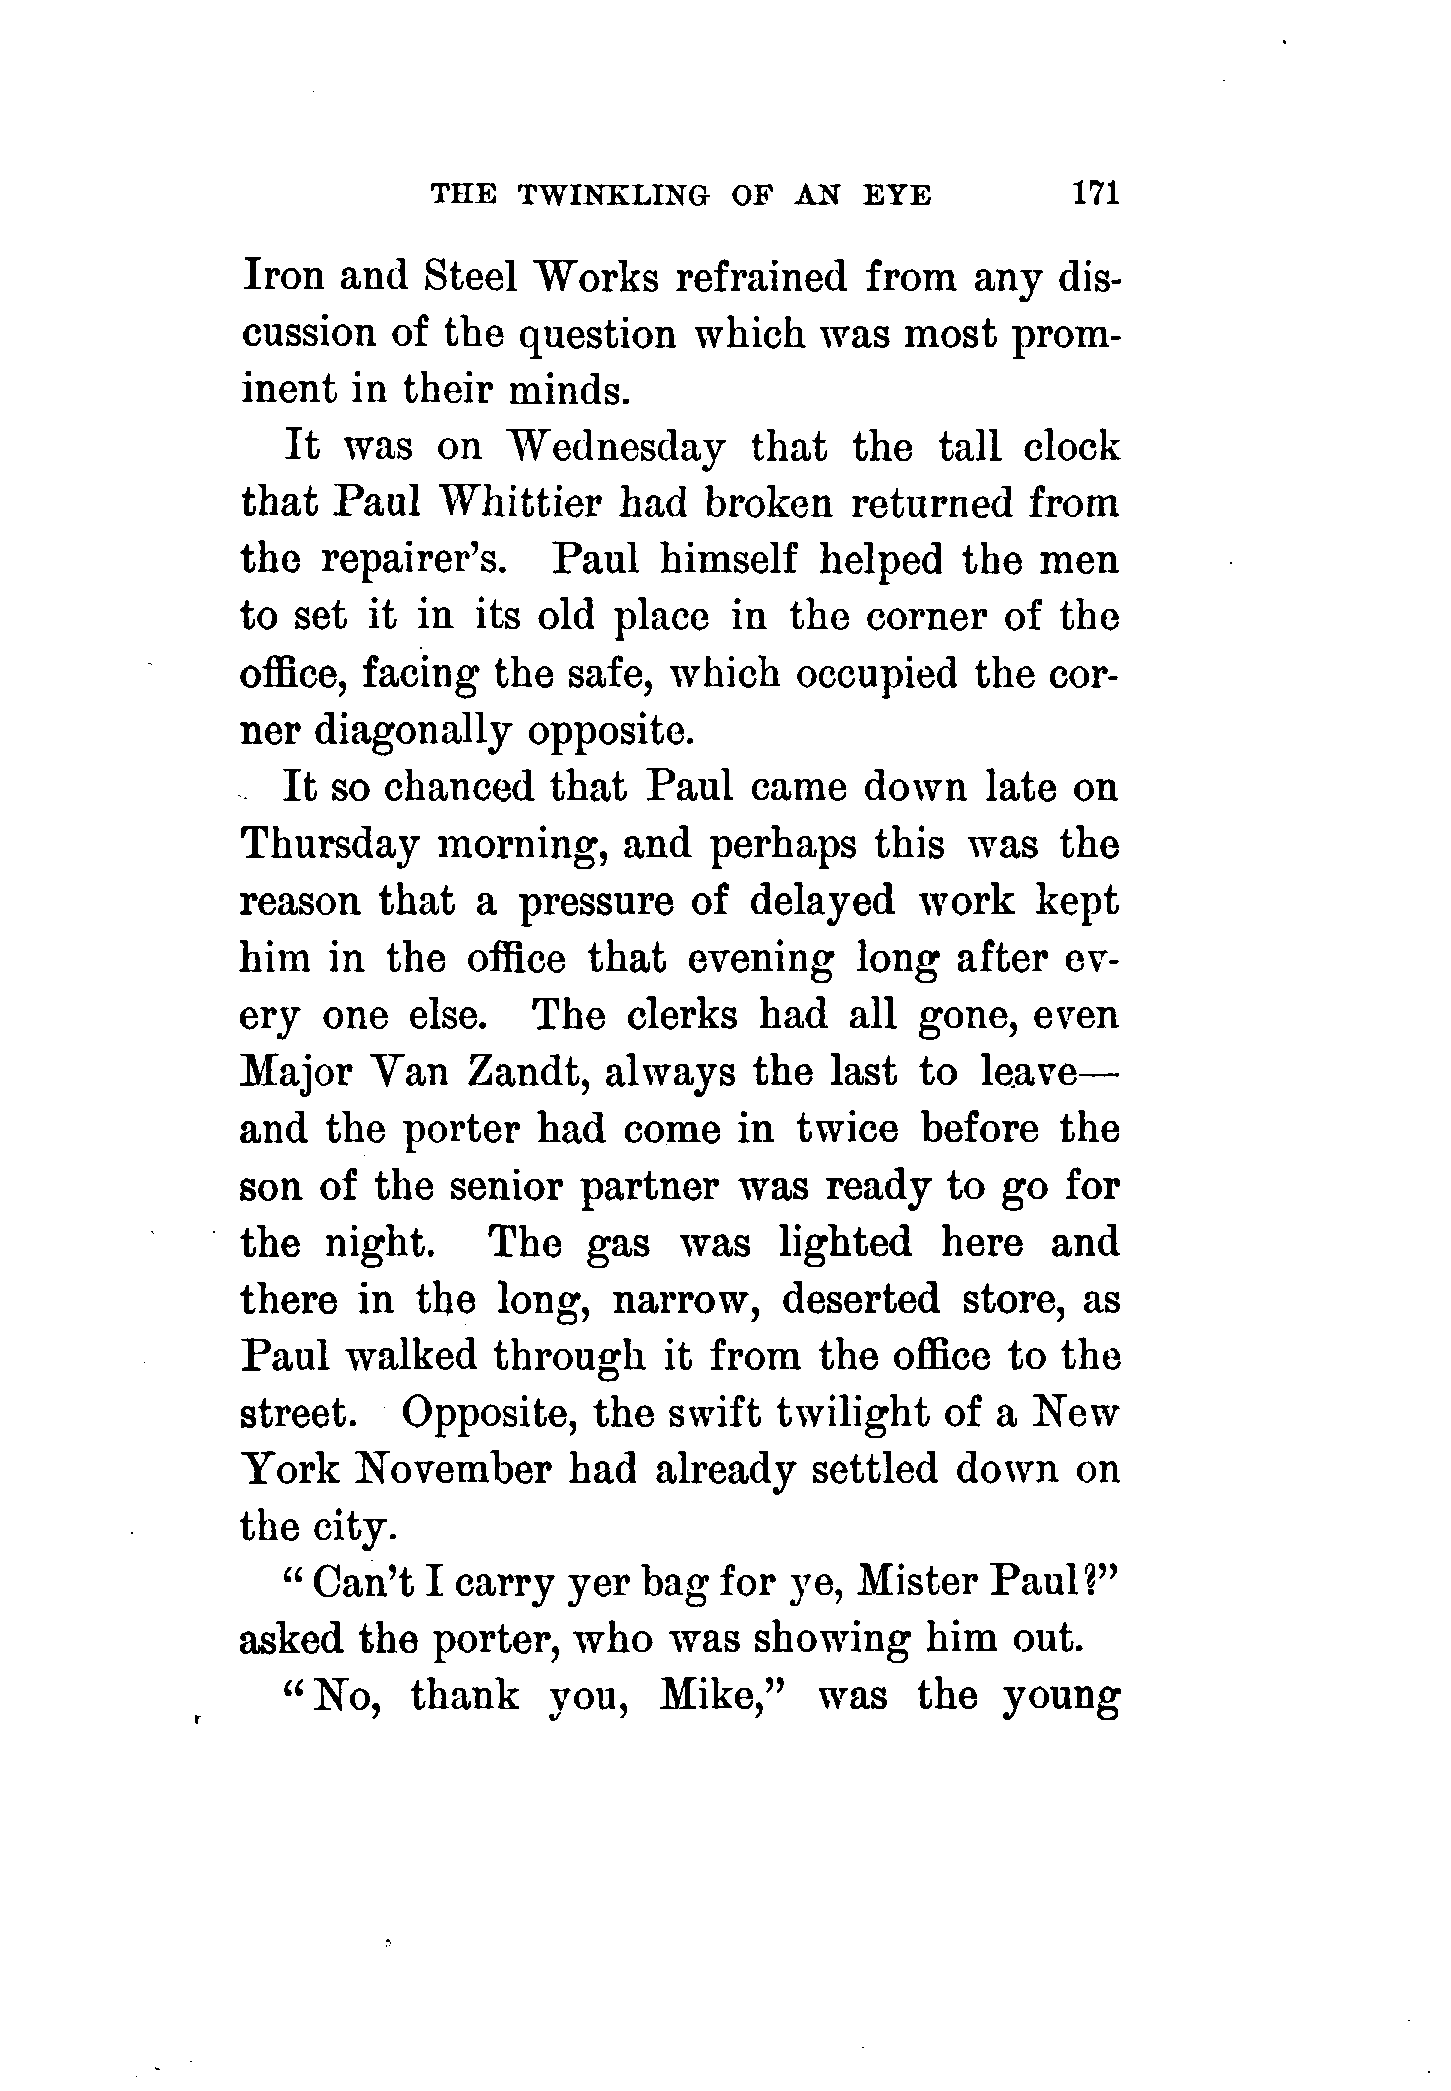 THE TWINKLING OF AN EYE 171
Iron and Steel Works refrained from any dis-
cussion of the question which was most prom-
inent in their minds.
It was on Wednesday that the tall clock
that Paul Whittier had broken returned from
the repairer's. Paul himself helped the men
to set it in its old place in the corner of the
office, facing the safe, which occupied the cor-
ner diagonally opposite.
It so chanced that Paul came down late on
Thursday morning, and perhaps this was the
reason that a pressure of delayed work kept
him in the office that evening long after ev-
ery one else. The clerks had all gone, even
Major Van Zandt, always the last to leave—
and the porter had come in twice before the
son of the senior partner was ready to go for
the night. The gas was lighted here and
there in the long, narrow, deserted store, as
Paul walked through it from the office to the
street. Opposite, the swift twilight of a New
York November had already settled down on
the city.
"Can't I carry yer bag for ye, Mister Paul?"
asked the porter, who was showing him out.
"No, thank you, Mike," was the young